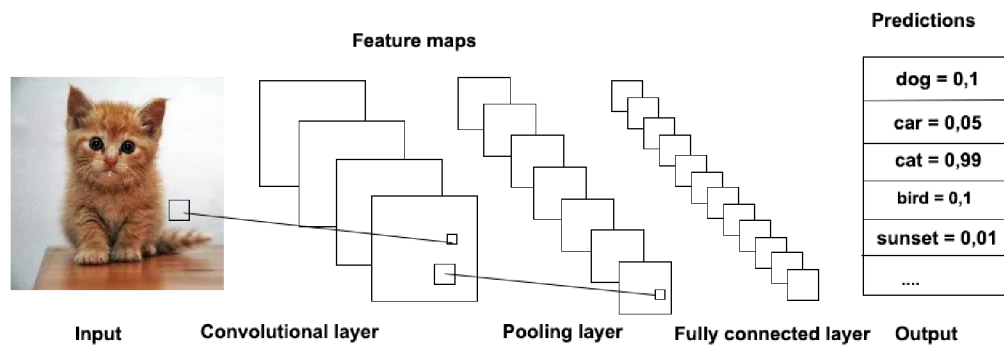 Predictions
Feature maps
dog = 0,1
car = 0,05
cat = 0,99
bird = 0,1
sunset = 0,01
....
Input
Convolutional layer
Pooling layer
Fully connected layer
Output